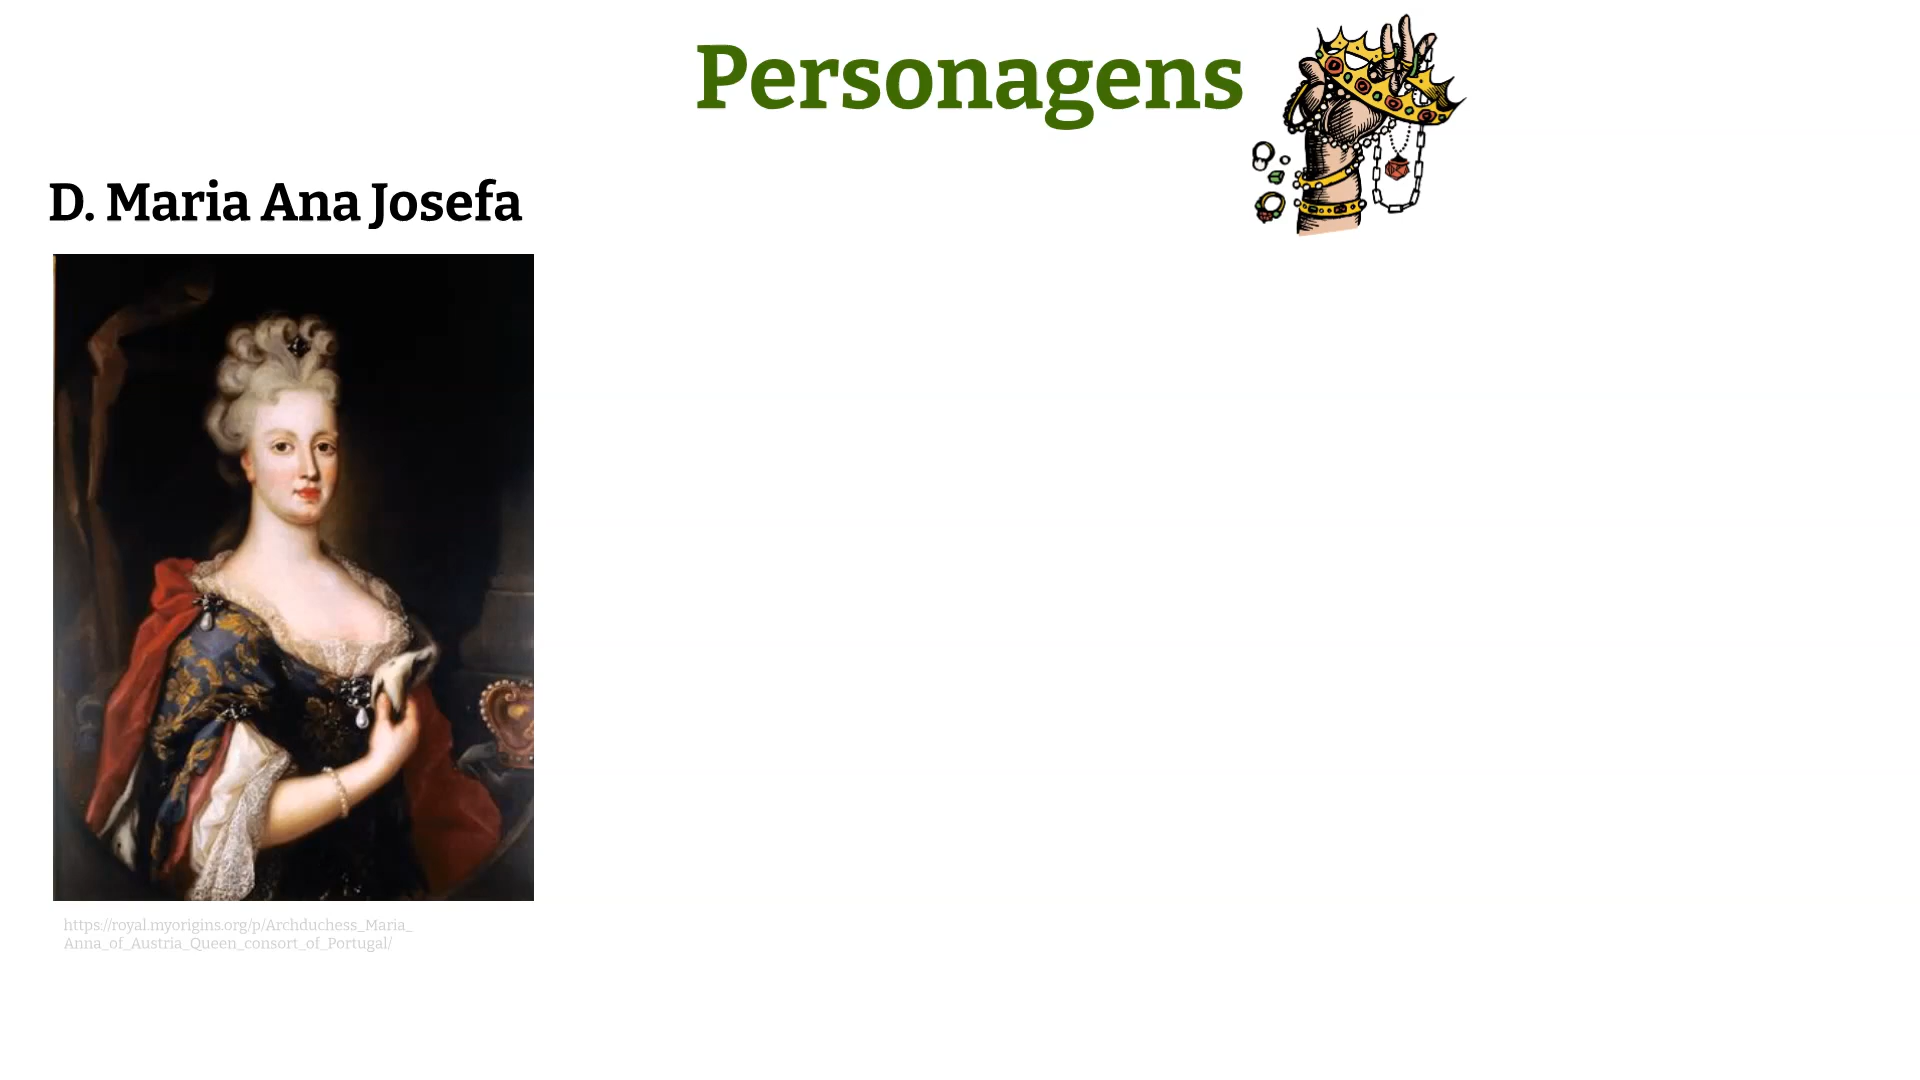 Personagens
D. Maria Ana Josefa
https://royal.myorigins.org/p/Archduchess_Maria_
Anna_of_Austria_Queen_consort_of_Portugal/